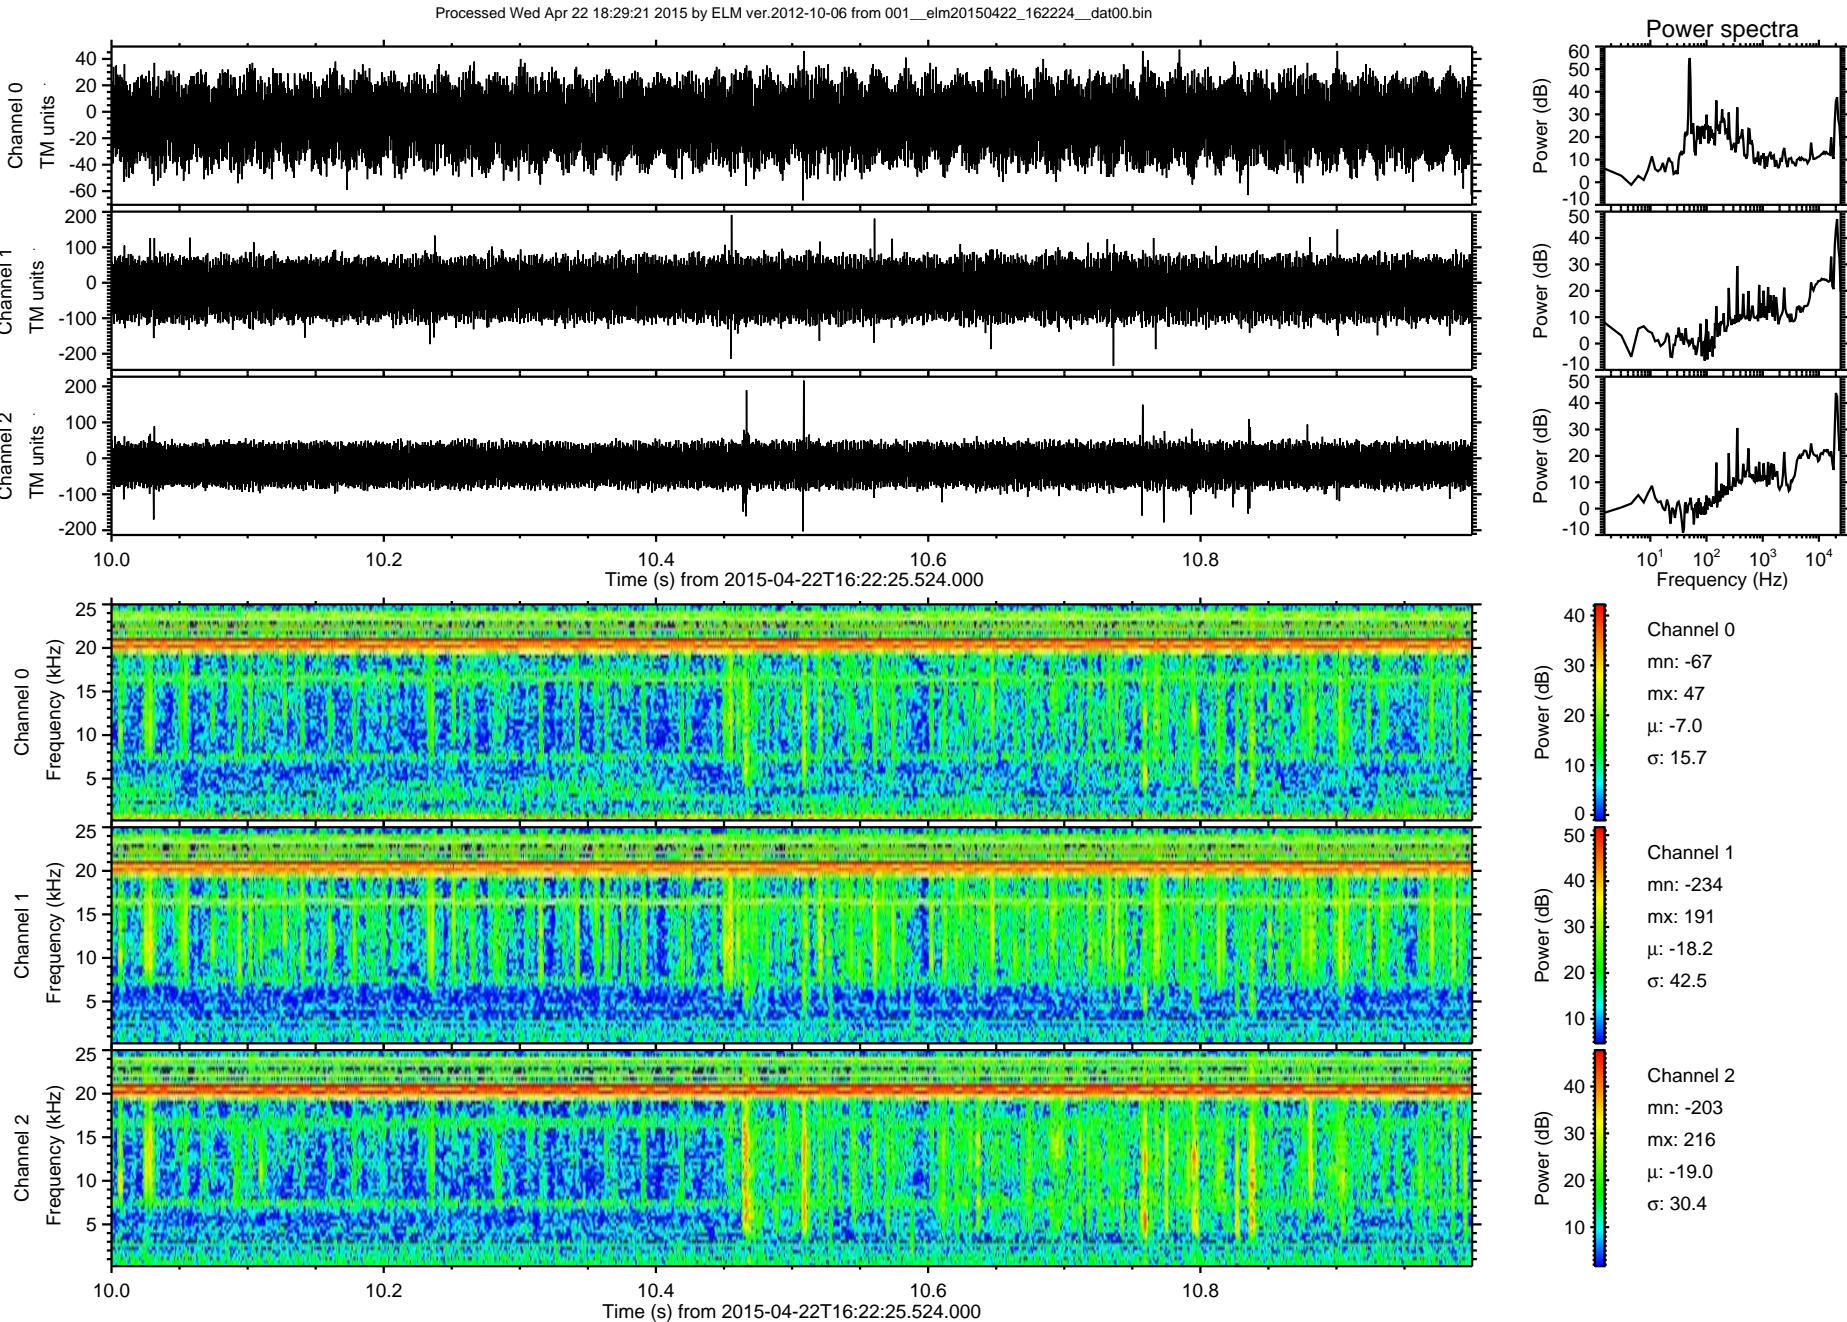 Processed Wed Apr 22 18:29:21 2015 by ELM ver.2012-10-06 from 001__elm20150422_162224__dat00.bin
Power spectra
Channel 0
TM units
40
20
0
-20
-40
-60
Power (dB)
60
50
40
30
20
10
0
-10
Channel 1
TM units
200
100
0
-100
-200
Power (dB)
50
40
30
20
10
0
-10
Channel 2
TM units
200
100
0
-100
-200
Power (dB)
50
40
30
20
10
0
-10
10.0 10.2 10.4 10.6 10.8
Time (s) from 2015-04-22T16:22:25.524.000
10^1 10^2 10^3 10^4
Frequency (Hz)
Channel 0
Frequency (kHz)
25
20
15
10
5
Power (dB)
40
30
20
10
0
Channel 0
mn: -67
mx: 47
μ: -7.0
σ: 15.7
Channel 1
Frequency (kHz)
25
20
15
10
5
Power (dB)
50
40
30
20
10
Channel 1
mn: -234
mx: 191
μ: -18.2
σ: 42.5
Channel 2
Frequency (kHz)
25
20
15
10
5
Power (dB)
40
30
20
10
Channel 2
mn: -203
mx: 216
μ: -19.0
σ: 30.4
10.0 10.2 10.4 10.6 10.8
Time (s) from 2015-04-22T16:22:25.524.000